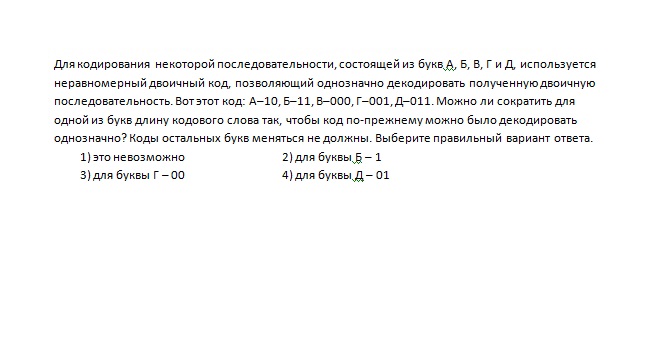 Для кодирования некоторой последовательности, состоящей из букв А, Б, В, Г и Д, используется
неравномерный двоичный код, позволяющий однозначно декодировать полученную двоичную
последовательность. Вот этот код: А–10, Б–11, В–000, Г–001, Д–011. Можно ли сократить для
одной из букв длину кодового слова так, чтобы код по-прежнему можно было декодировать
однозначно? Коды остальных букв меняться не должны. Выберите правильный вариант ответа.
1) это невозможно 2) для буквы Б – 1
3) для буквы Г – 00 4) для буквы Д – 01